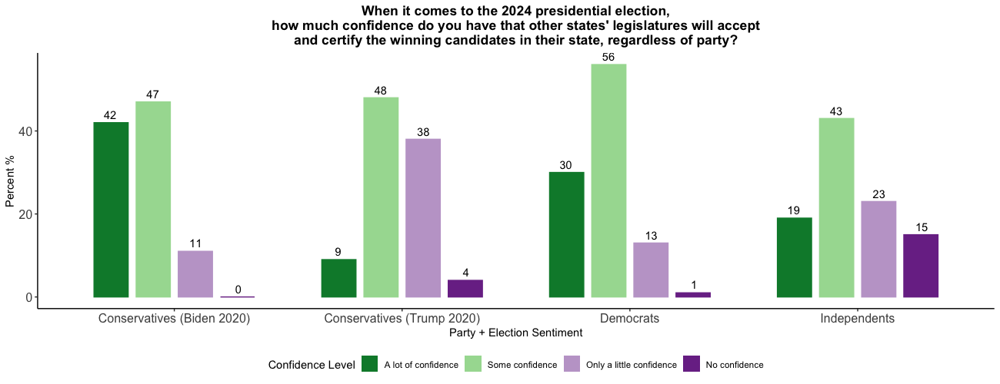 When it comes to the 2024 presidential election,
how much confidence do you have that other states' legislatures will accept
and certify the winning candidates in their state, regardless of party?
Percent %
40
20
0
42
47
11
0
9
48
38
4
30
56
13
1
19
43
23
15
Conservatives (Biden 2020)
Conservatives (Trump 2020)
Democrats
Independents
Party + Election Sentiment
Confidence Level
A lot of confidence
Some confidence
Only a little confidence
No confidence